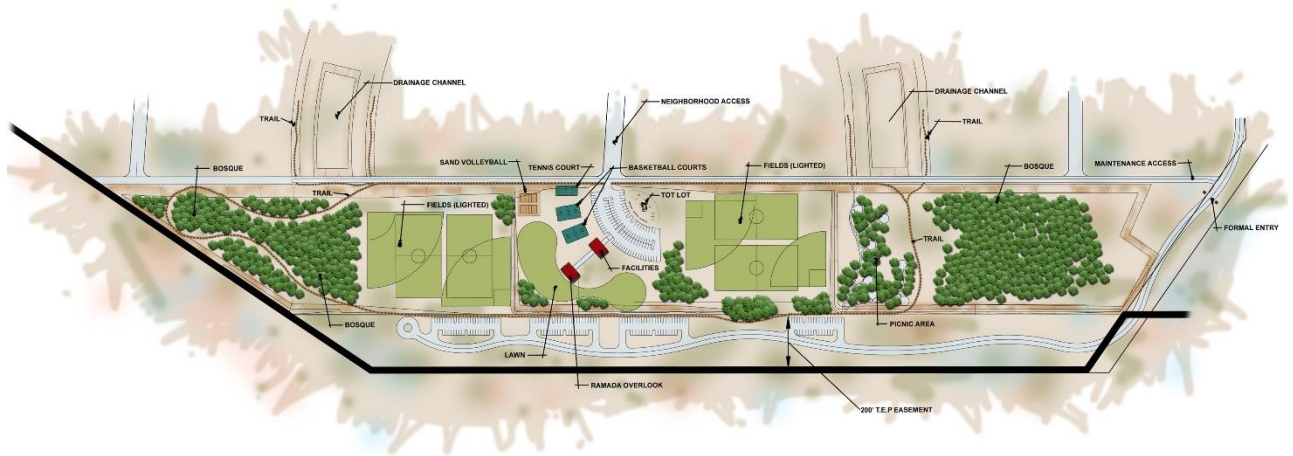 DRAINAGE CHANNEL
DRAINAGE CHANNEL
NEIGHBORHOOD ACCESS
TRAIL
TRAIL
BOSQUE
SAND VOLLEYBALL
TENNIS COURT
BASKETBALL COURTS
FIELDS (LIGHTED)
BOSQUE
MAINTENANCE ACCESS
TRAIL
TOT LOT
FIELDS (LIGHTED)
FORMAL ENTRY
TRAIL
FACILITIES
BOSQUE
PICNIC AREA
LAWN
RAMADA OVERLOOK
200' T.E.P EASEMENT